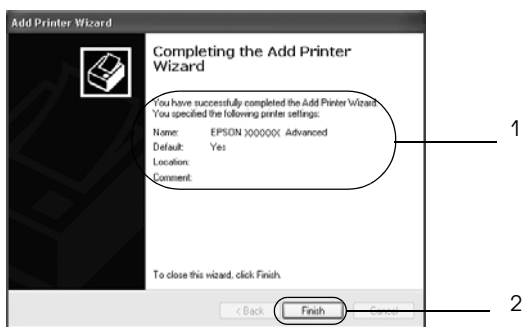 Add Printer Wizard
Completing the Add Printer
Wizard
You have successfully completed the Add Printer Wizard.
You specified the following printer settings:
Name: EPSON XXXXXX Advanced
Default: Yes
Location:
Comment:
1
To close this wizard, click Finish.
< Back Finish Cancel
2